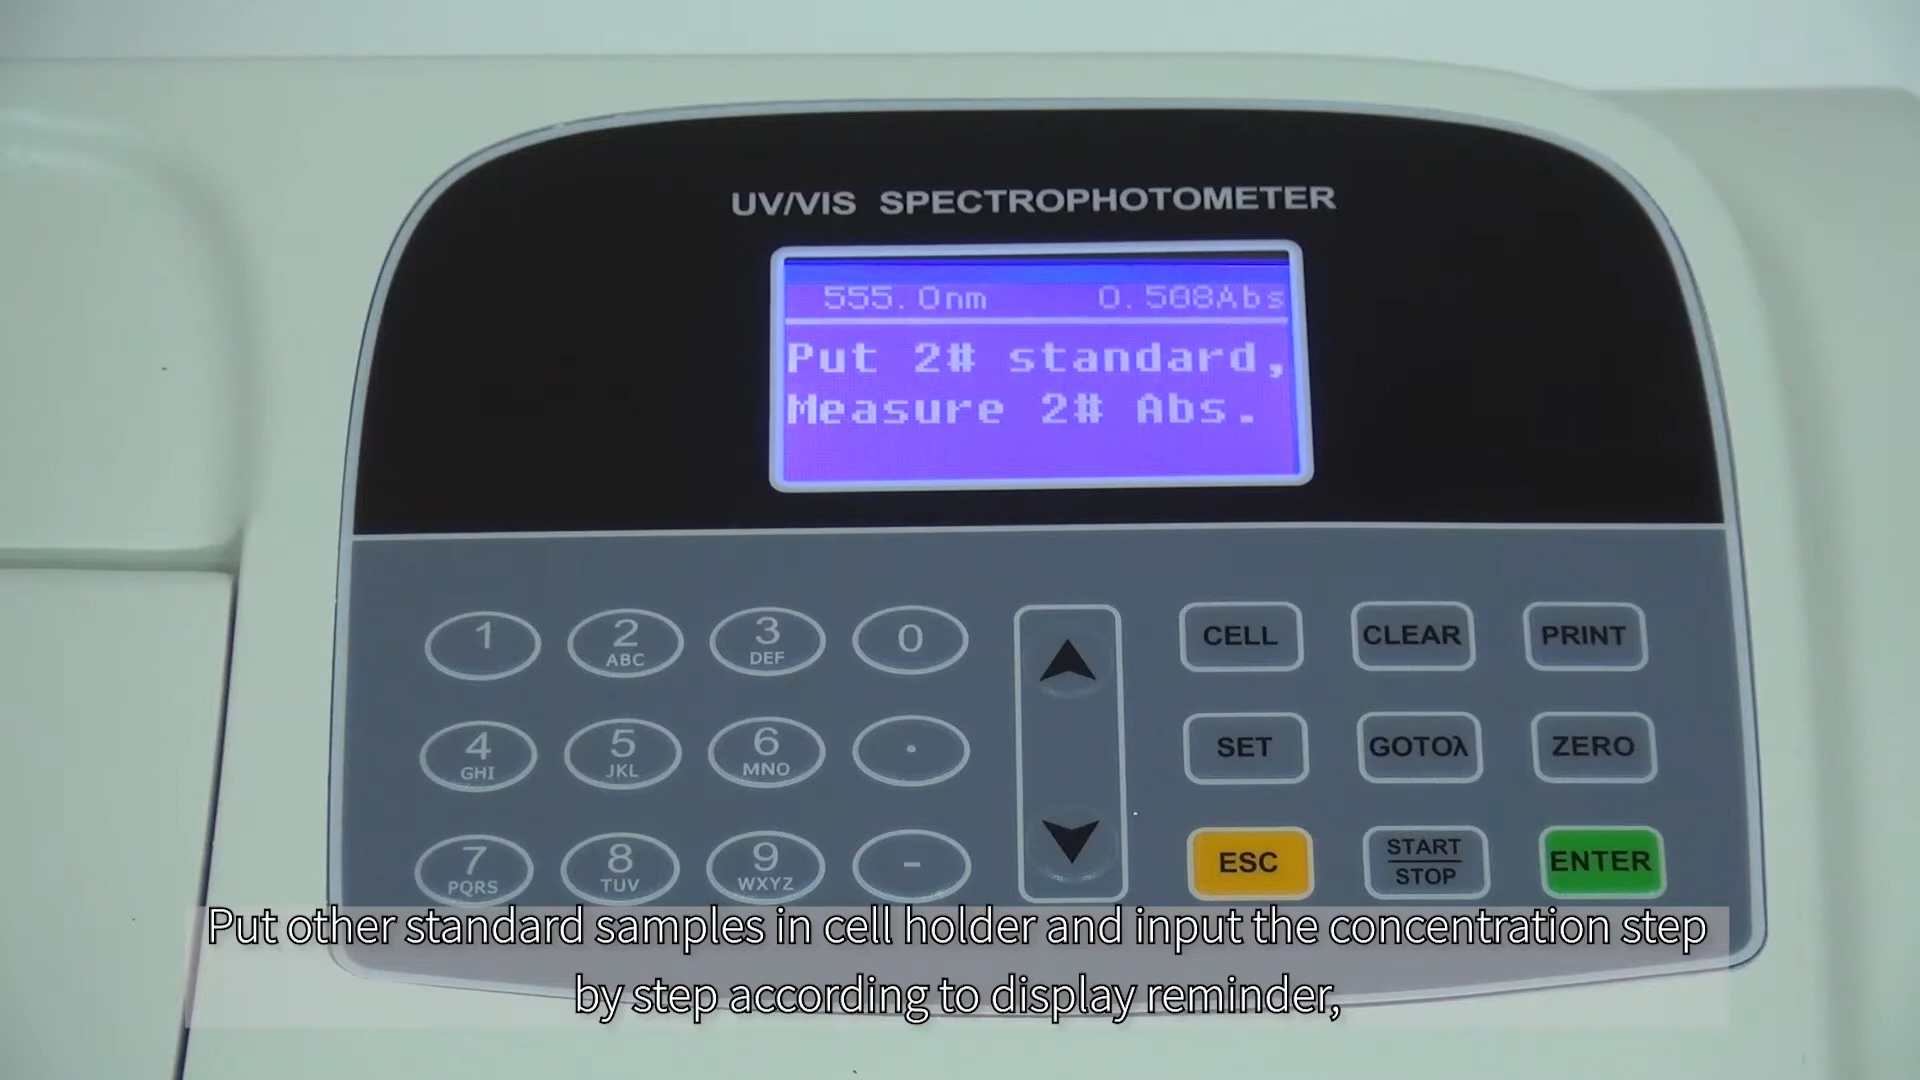 UV/VIS SPECTROPHOTOMETER
555.0nm 0.508Abs
Put 2# standard,
Measure 2# Abs.
1 2 3 0 CELL CLEAR PRINT
ABC DEF
4 5 6 . SET GOTOλ ZERO
GHI JKL MNO
7 8 9 - ESC START STOP ENTER
PQRS TUV WXYZ
Put other standard samples in cell holder and input the concentration step
by step according to display reminder,